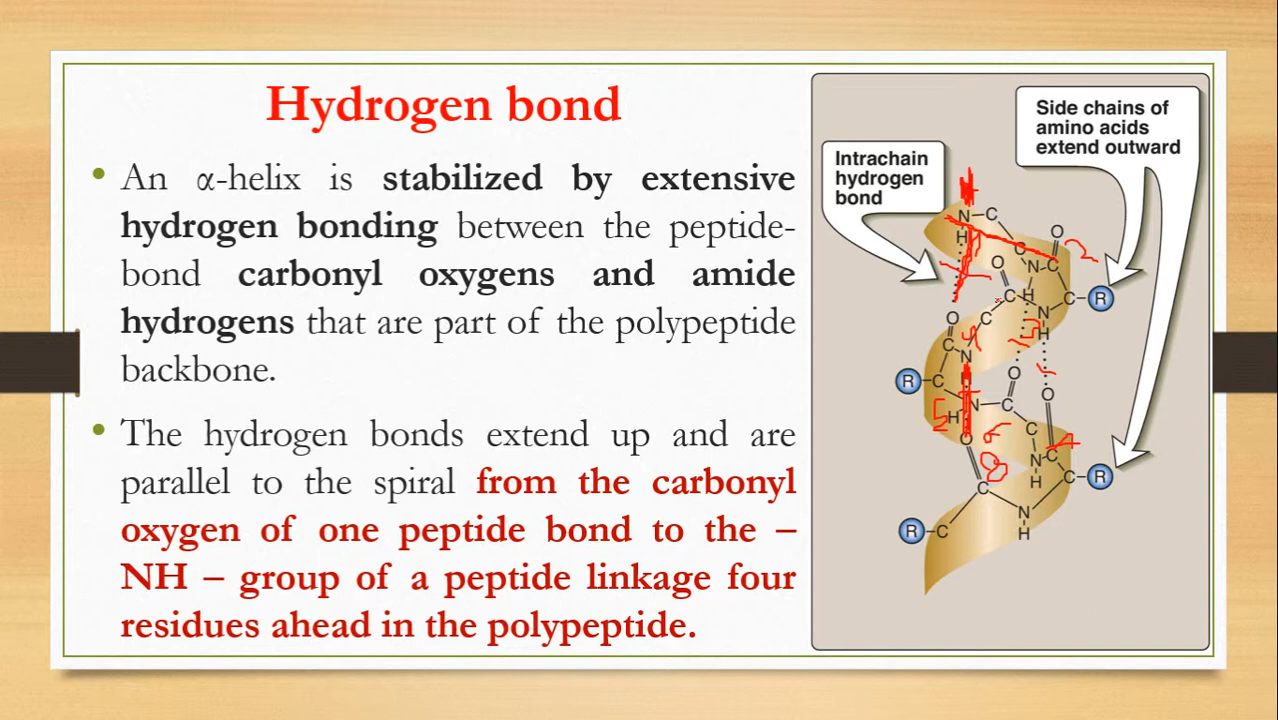 Hydrogen bond
• An α-helix is stabilized by extensive
hydrogen bonding between the peptide-
bond carbonyl oxygens and amide
hydrogens that are part of the polypeptide
backbone.
• The hydrogen bonds extend up and are
parallel to the spiral from the carbonyl
oxygen of one peptide bond to the –
NH – group of a peptide linkage four
residues ahead in the polypeptide.
Side chains of
amino acids
extend outward
Intrachain
hydrogen
bond
N C
H
O
C
O
N C
C H
R
C
N
O
C
H
C
N
O
R
C
O
H
N
C
C
O
N
C
H
C
R
C
N
R
C
H